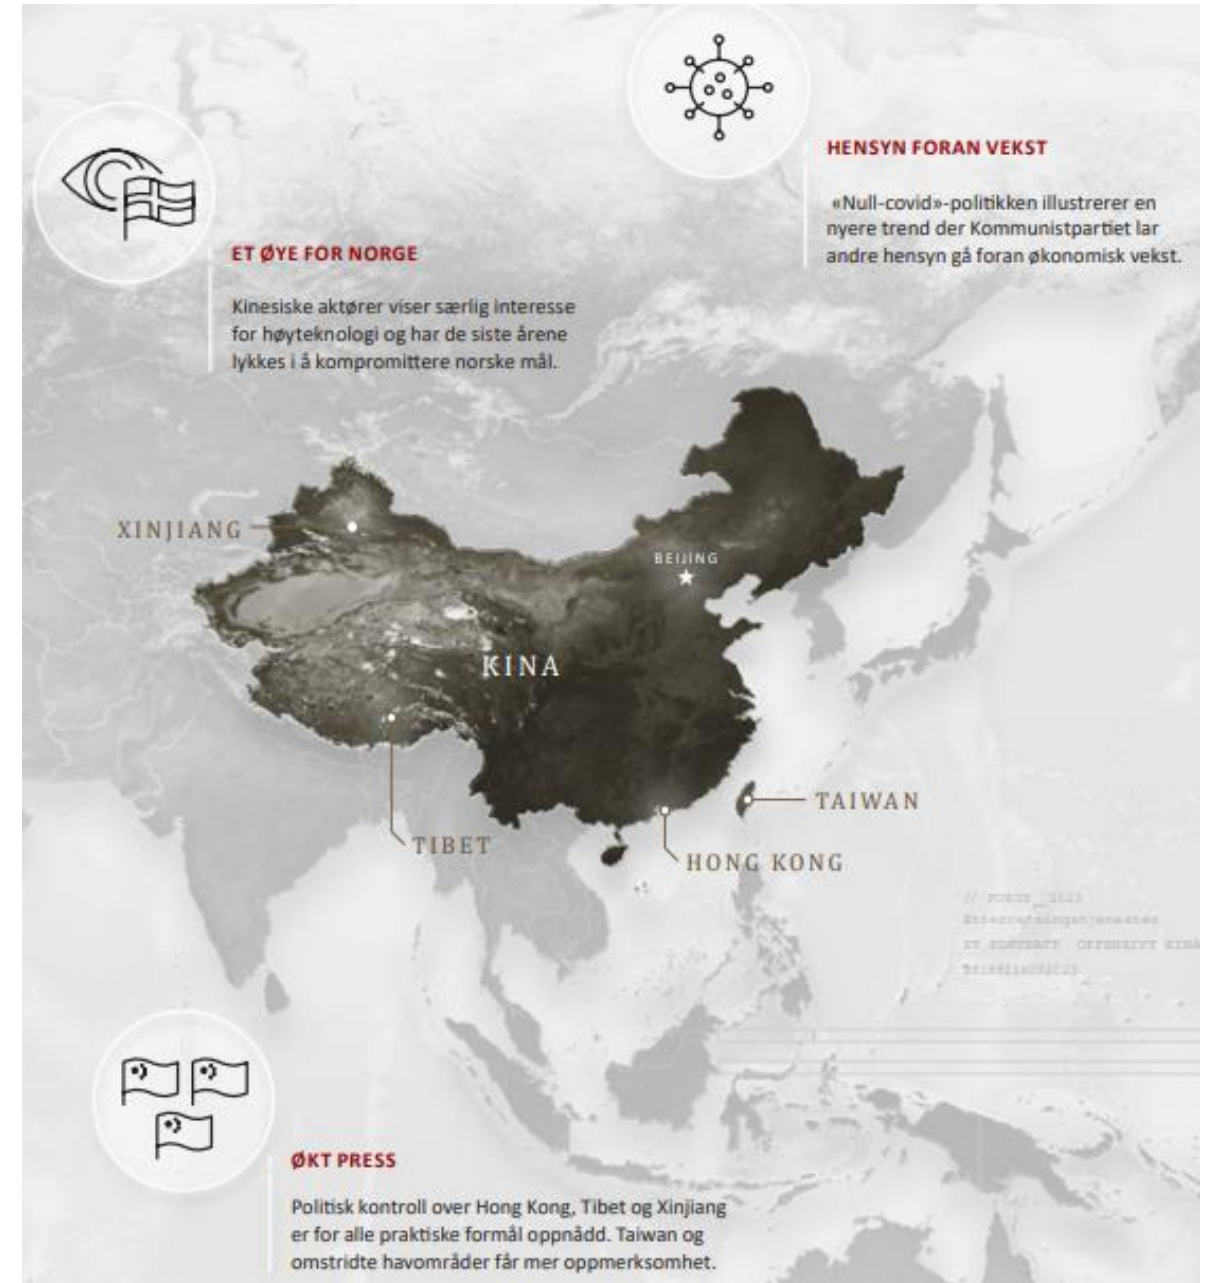 HENSYN FORAN VEKST
«Null-covid»-politikken illustrerer en
nyere trend der Kommunistpartiet lar
andre hensyn gå foran økonomisk vekst.
ET ØYE FOR NORGE
Kinesiske aktører viser særlig interesse
for høyteknologi og har de siste årene
lykkes i å kompromittere norske mål.
XINJIANG
BEIJING
KINA
TAIWAN
TIBET
HONG KONG
Etterretningstjenesten
ØKT PRESS
Politisk kontroll over Hong Kong, Tibet og Xinjiang
er for alle praktiske formål oppnådd. Taiwan og
omstridte havområder får mer oppmerksomhet.